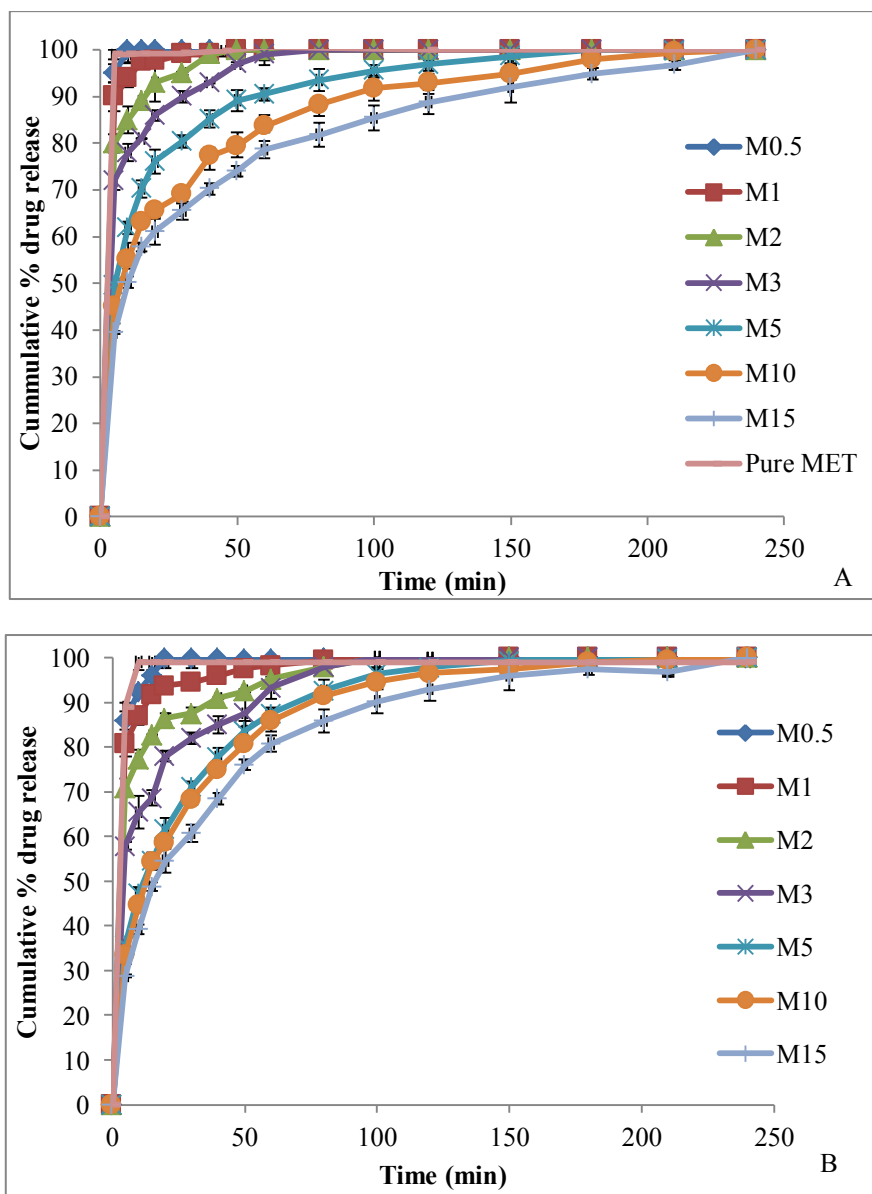 Cummulative % drug release
100
90
80
70
60
50
40
30
20
10
0
0 50 100 150 200 250
Time (min)
M0.5
M1
M2
M3
M5
M10
M15
Pure MET
A
Cumulative % drug release
100
90
80
70
60
50
40
30
20
10
0
0 50 100 150 200 250
Time (min)
M0.5
M1
M2
M3
M5
M10
M15
B